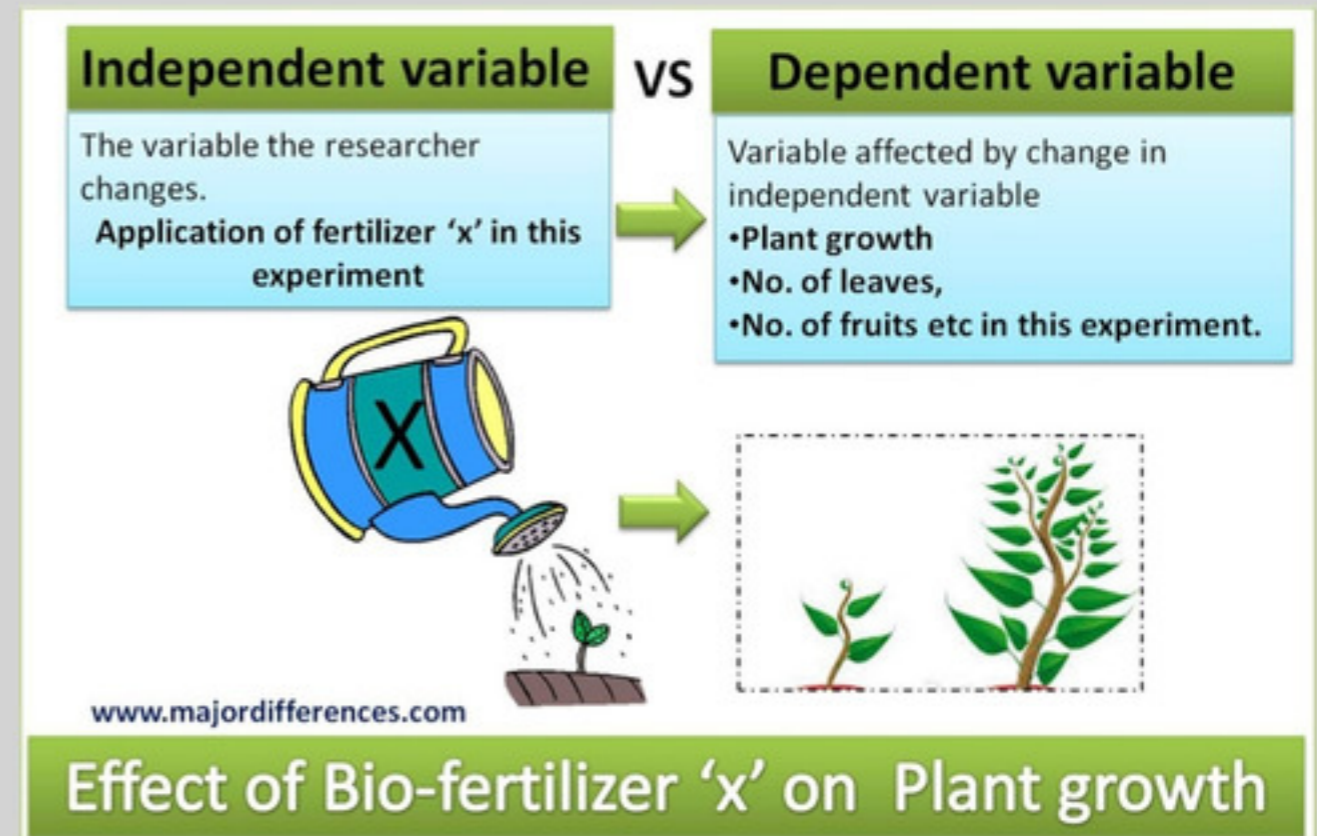 Independent variable
vs
Dependent variable
The variable the researcher
changes.
Application of fertilizer ‘x’ in this
experiment
Variable affected by change in
independent variable
•Plant growth
•No. of leaves,
•No. of fruits etc in this experiment.
X
www.majordifferences.com
Effect of Bio-fertilizer ‘x’ on Plant growth